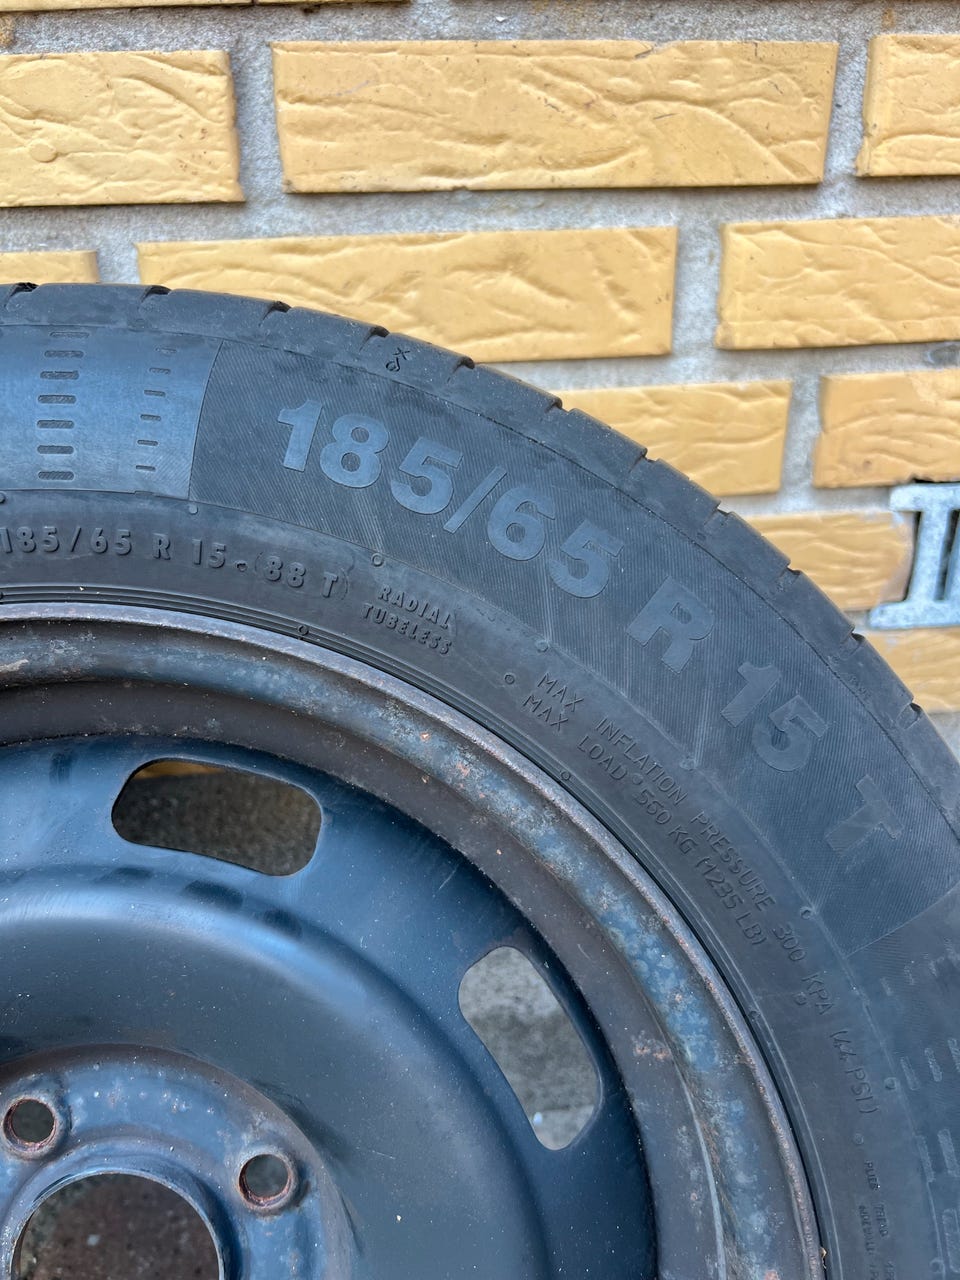 185/65 R 15 T
185/65 R 15 (88 T)
RADIAL
TUBELESS
MAX INFLATION PRESSURE 300 KPA (44 PSI)
MAX LOAD 560 KG (1235 LB)
PLIES